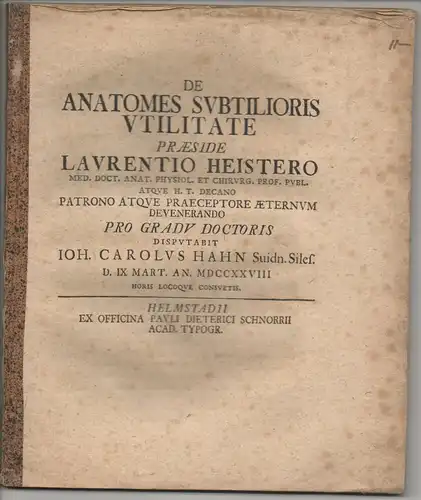 11-
DE
ANATOMES SVBTILIORIS
VTILITATE
PRÆSIDE
LAVRENTIO HEISTERO
MED. DOCT. ANAT. PHYSIOL. ET CHIRVRG. PROF. PVBL.
ATQVE H. T. DECANO
PATRONO ATQVE PRAECEPTORE ÆTERNVM
DEVENERANDO
PRO GRADV DOCTORIS
DISPVTABIT
IOH. CAROLVS HAHN Suidn. Siles.
D. IX MART. AN. MDCCXXVIII
HORIS LOCOQVE CONSVETIS.
HELMSTADII
EX OFFICINA PAVLI DIETERICI SCHNORRII
ACAD. TYPOGR.